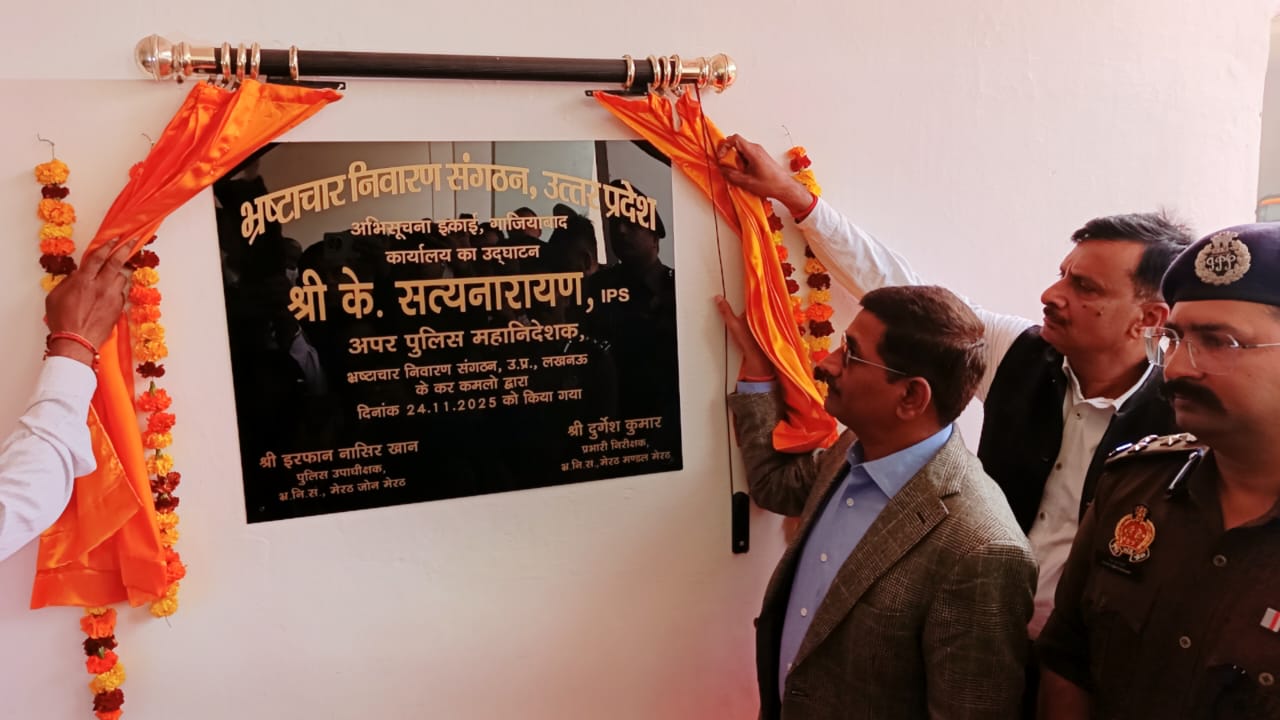 भ्रष्टाचार निवारण संगठन, उत्तर प्रदेश
अभिसूचना इकाई, गाजियाबाद
कार्यालय का उद्घाटन
श्री के. सत्यनारायण, IPS
अपर पुलिस महानिदेशक,
भ्रष्टाचार निवारण संगठन, उ.प्र., लखनऊ
के कर कमलो द्वारा
दिनांक 24.11.2025 को किया गया
श्री इरफान नासिर खान
पुलिस उपाधीक्षक,
भ्र.नि.स., मेरठ जोन मेरठ
श्री दुर्गेश कुमार
प्रभारी निरीक्षक,
भ्र.नि.स., मेरठ मण्डल मेरठ